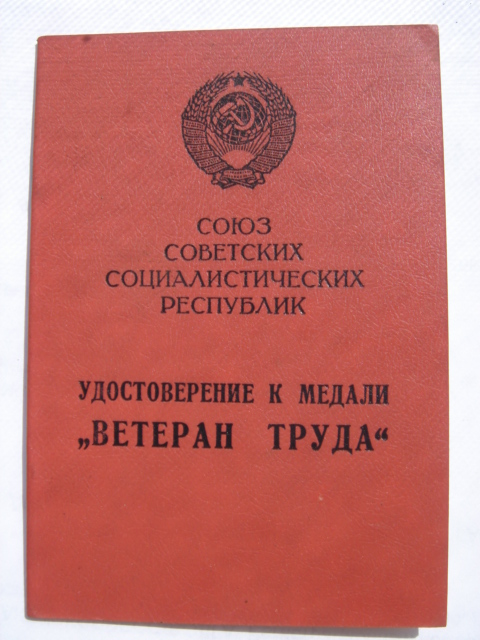 СОЮЗ
СОВЕТСКИХ
СОЦИАЛИСТИЧЕСКИХ
РЕСПУБЛИК
УДОСТОВЕРЕНИЕ К МЕДАЛИ
„ВЕТЕРАН ТРУДА“